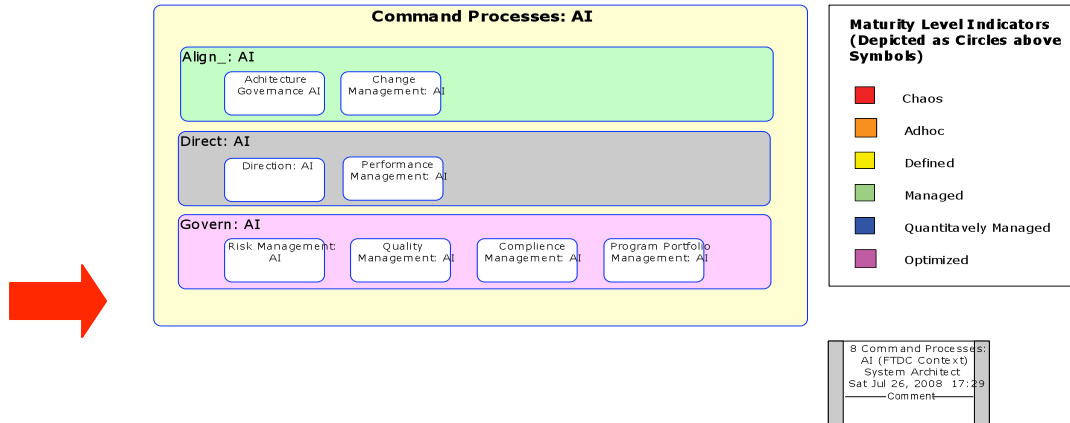 Command Processes: AI
Align_: AI
Achitecture
Governance AI
Change
Management: AI
Direct: AI
Direction: AI
Performance
Management: AI
Govern: AI
Risk Management:
AI
Quality
Management: AI
Complience
Management: AI
Program Portfolio
Management: AI
Maturity Level Indicators
(Depicted as Circles above
Symbols)
Chaos
Adhoc
Defined
Managed
Quantitavely Managed
Optimized
8 Command Processes:
AI (FTDC Context)
System Architect
Sat Jul 26, 2008 17:29
Comment